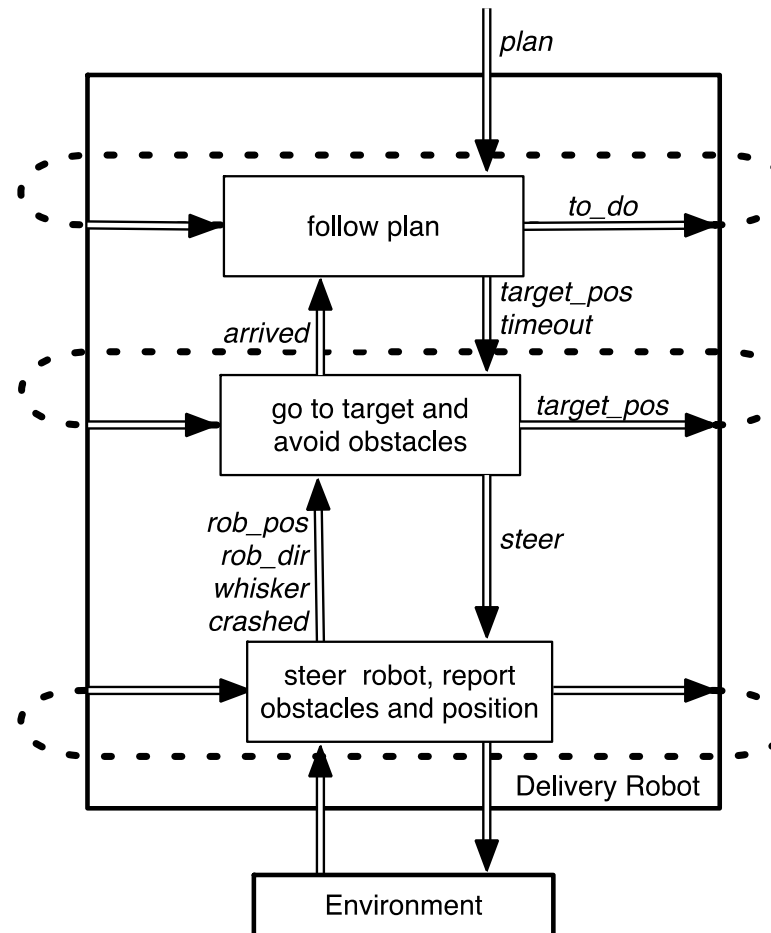 plan
follow plan
to_do
target_pos
timeout
arrived
go to target and
avoid obstacles
target_pos
rob_pos
rob_dir
whisker
crashed
steer
steer robot, report
obstacles and position
Delivery Robot
Environment